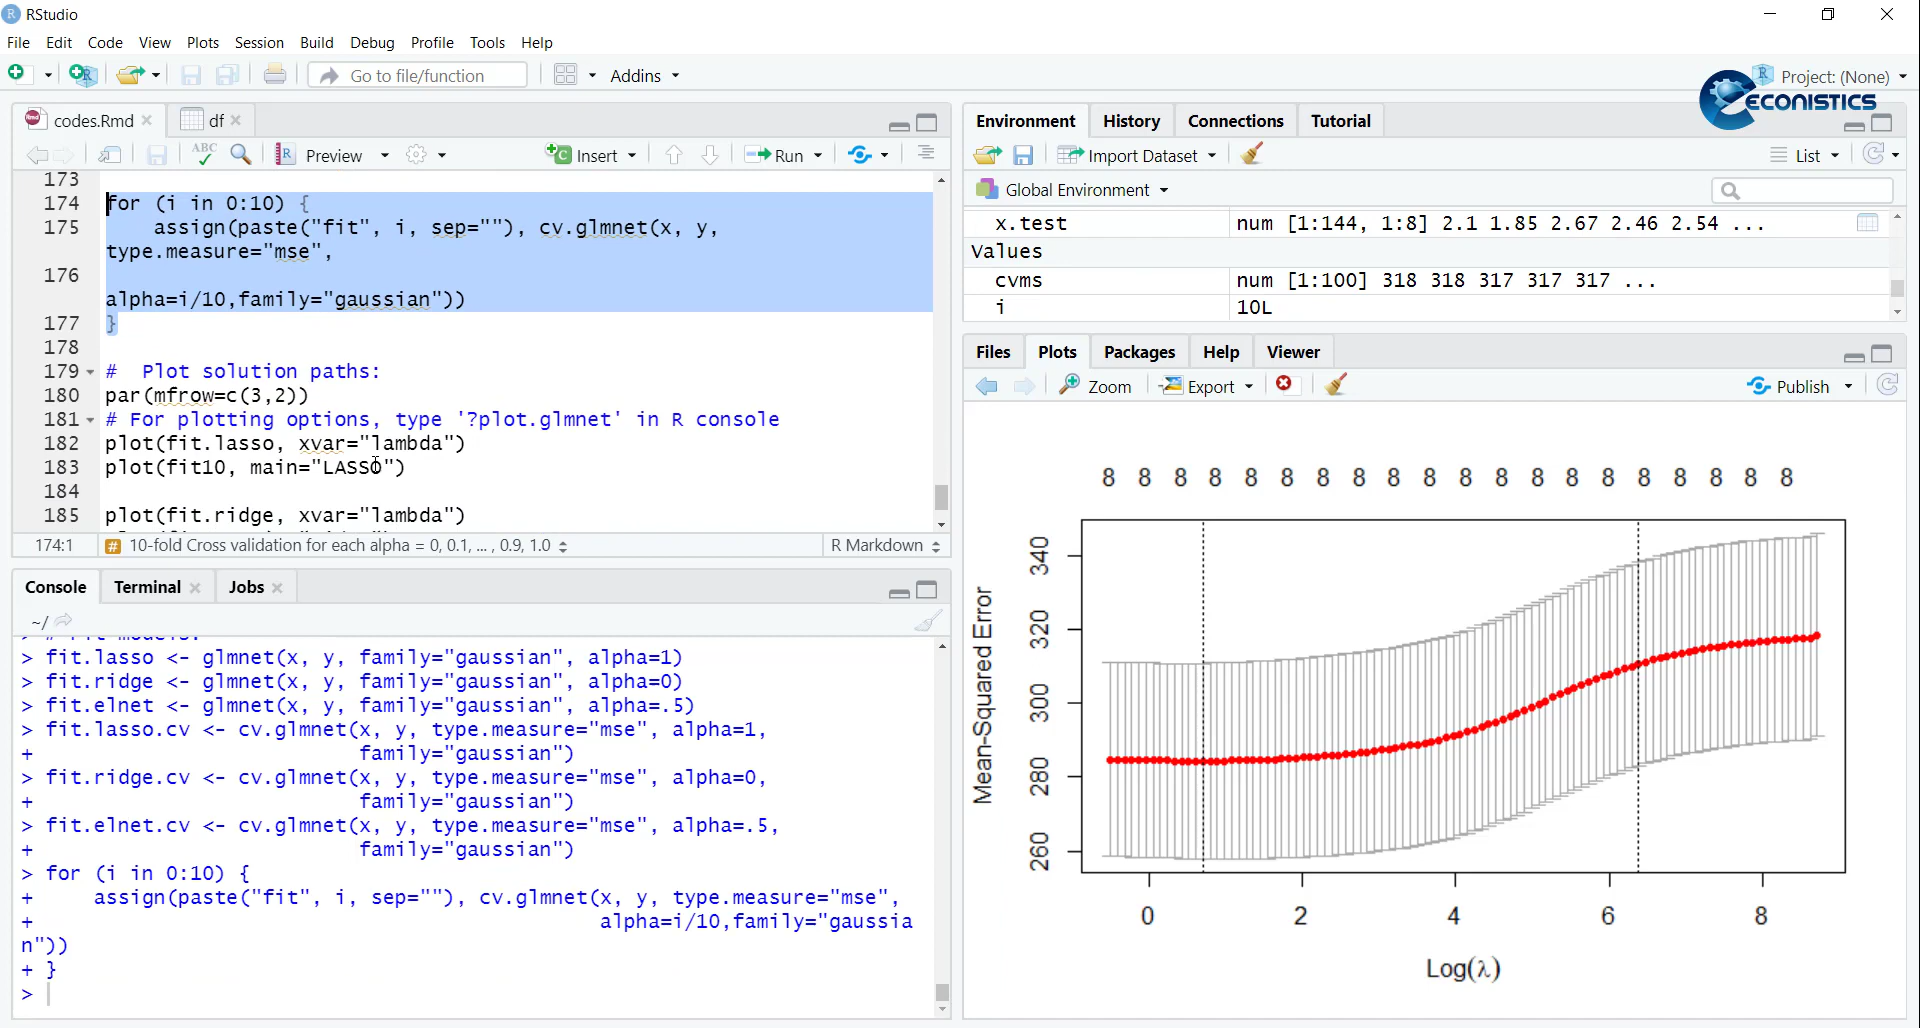 RStudio
File Edit Code View Plots Session Build Debug Profile Tools Help
Go to file/function Addins Project: (None)
ECONISTICS
codes.Rmd df
ABC Preview Insert Run
173
174 for (i in 0:10) {
175 assign(paste("fit", i, sep=""), cv.glmnet(x, y,
type.measure="mse",
176
alpha=i/10,family="gaussian"))
177 }
178
179 # Plot solution paths:
180 par(mfrow=c(3,2))
181 # For plotting options, type '?plot.glmnet' in R console
182 plot(fit.lasso, xvar="lambda")
183 plot(fit10, main="LASSO")
184
185 plot(fit.ridge, xvar="lambda")
174:1 # 10-fold Cross validation for each alpha = 0, 0.1, ... , 0.9, 1.0 R Markdown
Console Terminal Jobs
~/
> fit.lasso <- glmnet(x, y, family="gaussian", alpha=1)
> fit.ridge <- glmnet(x, y, family="gaussian", alpha=0)
> fit.elnet <- glmnet(x, y, family="gaussian", alpha=.5)
> fit.lasso.cv <- cv.glmnet(x, y, type.measure="mse", alpha=1,
+ family="gaussian")
> fit.ridge.cv <- cv.glmnet(x, y, type.measure="mse", alpha=0,
+ family="gaussian")
> fit.elnet.cv <- cv.glmnet(x, y, type.measure="mse", alpha=.5,
+ family="gaussian")
> for (i in 0:10) {
+ assign(paste("fit", i, sep=""), cv.glmnet(x, y, type.measure="mse",
+ alpha=i/10,family="gaussia
n"))
+ }
>
Environment History Connections Tutorial
Import Dataset List
Global Environment
x.test num [1:144, 1:8] 2.1 1.85 2.67 2.46 2.54 ...
Values
cvms num [1:100] 318 318 317 317 317 ...
i 10L
Files Plots Packages Help Viewer
Zoom Export Publish
8 8 8 8 8 8 8 8 8 8 8 8 8 8 8 8 8 8 8 8
Mean-Squared Error
340
320
300
280
260
0 2 4 6 8
Log(λ)